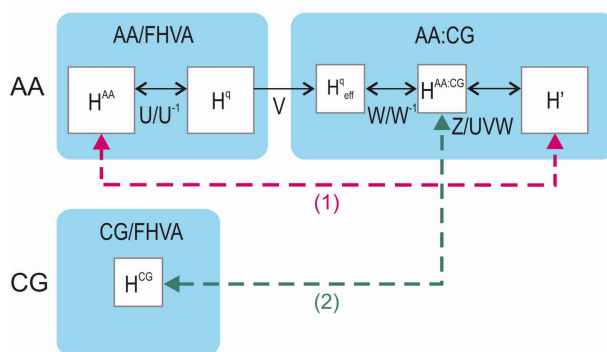 AA/FHVA
AA:CG
AA
H^AA
U/U^-1
H^q
V
H^q_eff
W/W^-1
H^AA:CG
Z/UVW
H'
(1)
CG/FHVA
CG
H^CG
(2)